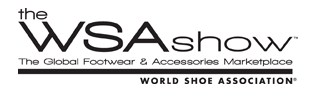 the
WSAshow™
The Global Footwear & Accessories Marketplace
WORLD SHOE ASSOCIATION®